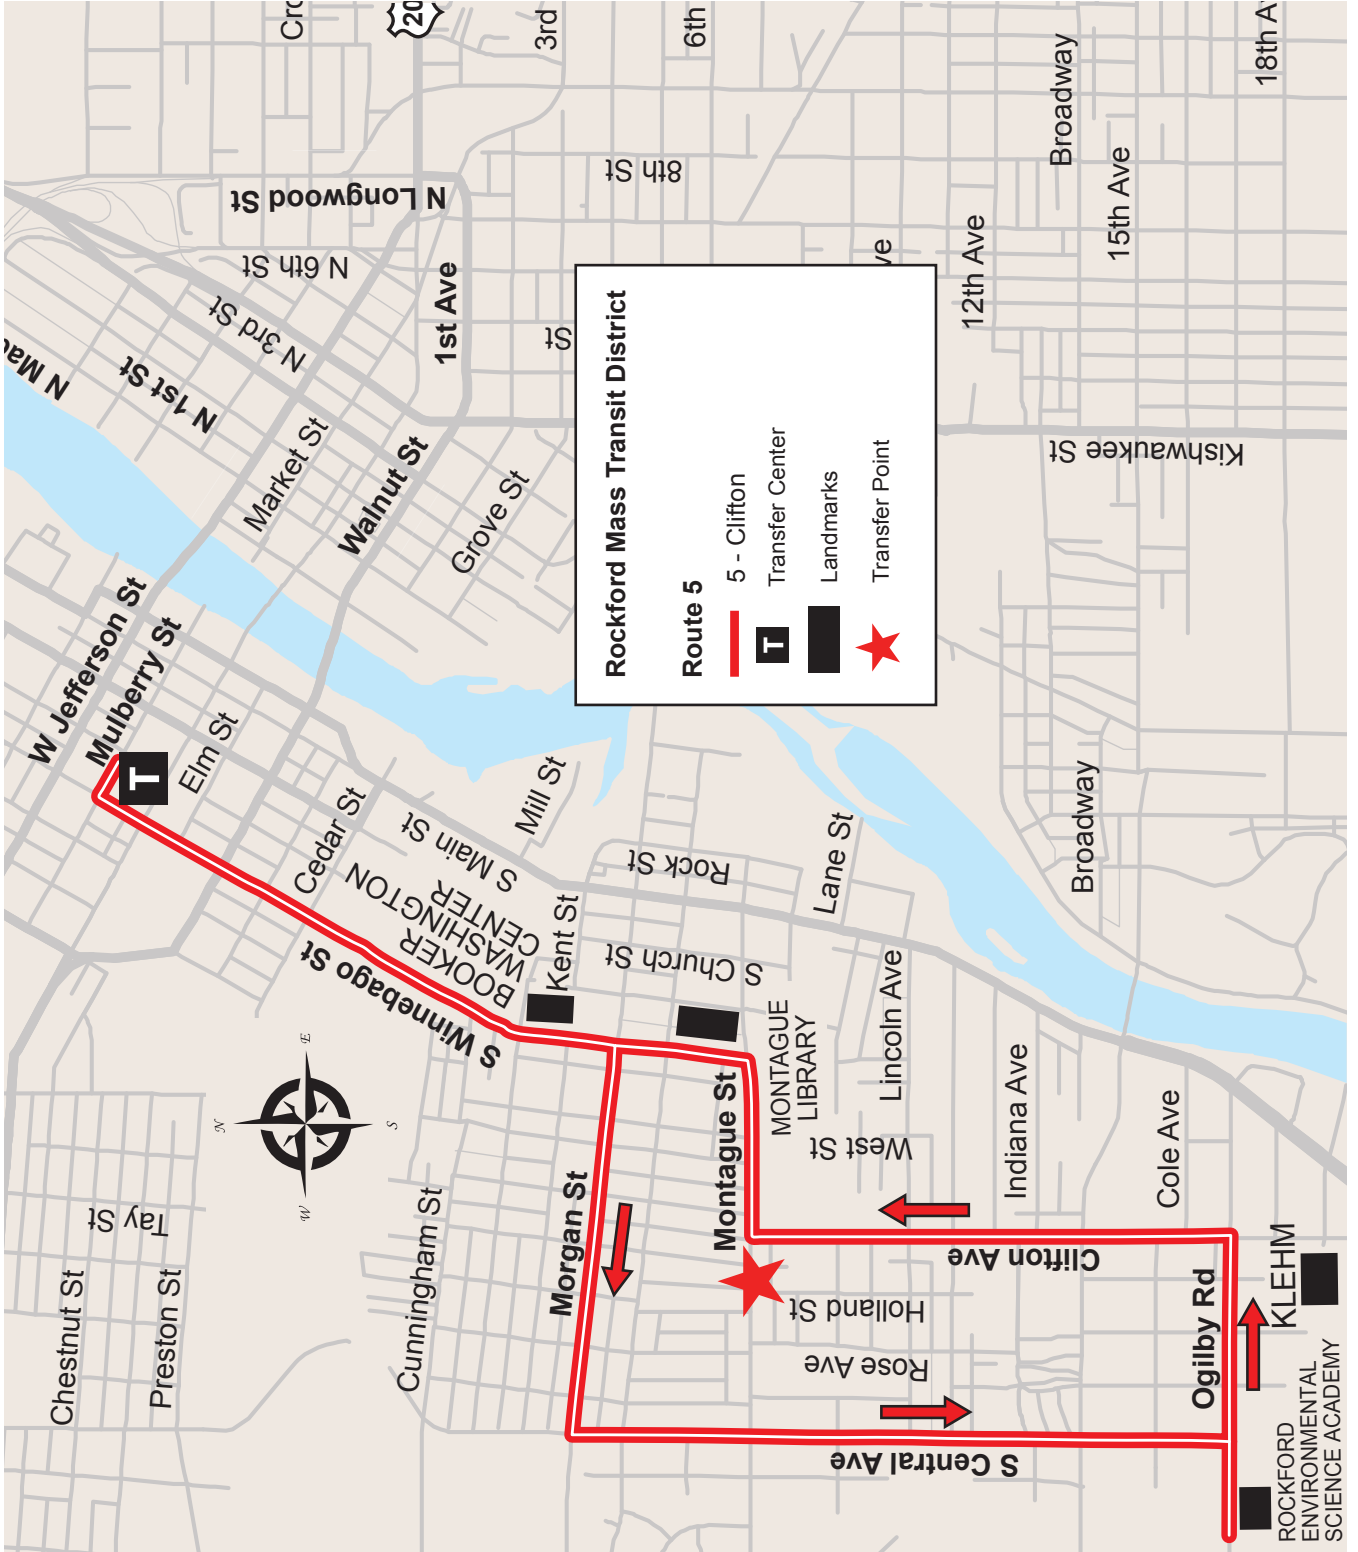 Rockford Mass Transit District
Route 5
5 - Clifton
T
Transfer Center
Landmarks
Transfer Point
Cro
20
3rd
6th
Broadway
18th A
N Longwood St
8th St
15th Ave
N 6th St
1st Ave
12th Ave
ve
N 3rd St
St
N Mad
N 1st St
Market St
Walnut St
Grove St
Kishwaukee St
W Jefferson St
Mulberry St
T
Elm St
Cedar St
S Main St
Mill St
Rock St
Lane St
Broadway
BOOKER
WASHINGTON
CENTER
Kent St
S Church St
S Winnebago St
MONTAGUE
LIBRARY
Lincoln Ave
Indiana Ave
Cole Ave
N
E
S
W
Tay St
Chestnut St
Preston St
Cunningham St
Morgan St
Montague St
West St
Clifton Ave
Holland St
Rose Ave
S Central Ave
Ogilby Rd
KLEHM
ROCKFORD
ENVIRONMENTAL
SCIENCE ACADEMY